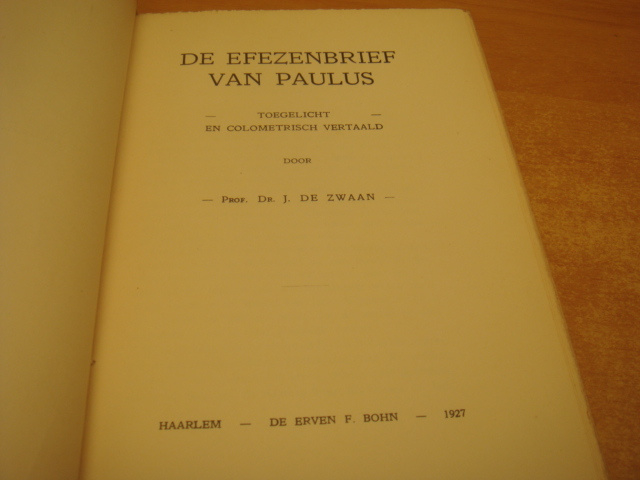 DE EFEZENBRIEF
VAN PAULUS
— TOEGELICHT —
EN COLOMETRISCH VERTAALD
DOOR
— PROF. DR. J. DE ZWAAN —
HAARLEM — DE ERVEN F. BOHN — 1927